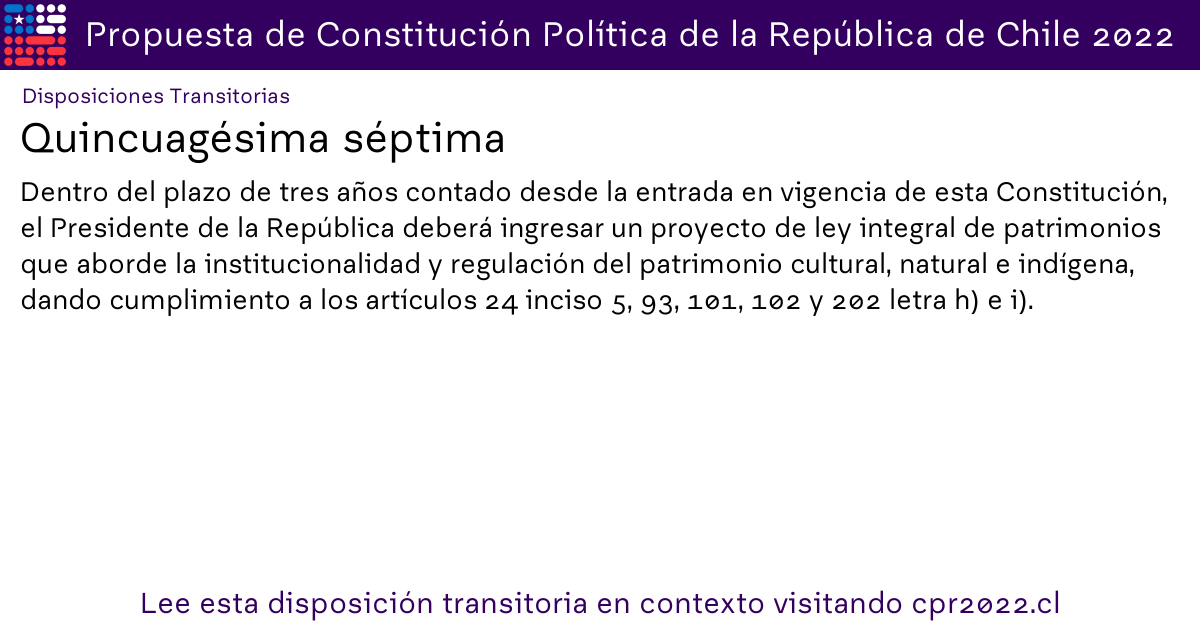 Propuesta de Constitución Política de la República de Chile 2022
Disposiciones Transitorias
Quincuagésima séptima
Dentro del plazo de tres años contado desde la entrada en vigencia de esta Constitución,
el Presidente de la República deberá ingresar un proyecto de ley integral de patrimonios
que aborde la institucionalidad y regulación del patrimonio cultural, natural e indígena,
dando cumplimiento a los artículos 24 inciso 5, 93, 101, 102 y 202 letra h) e i).
Lee esta disposición transitoria en contexto visitando cpr2022.cl